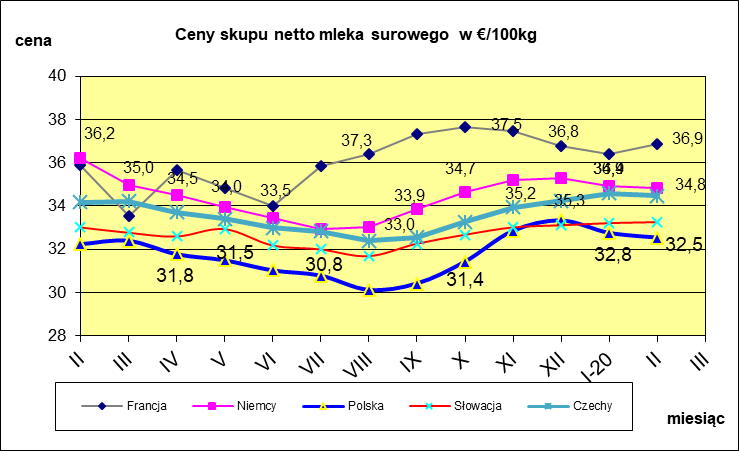 Ceny skupu netto mleka surowego w €/100kg
cena
40
38
36
34
32
30
28
36,2
35,0
34,5
34,0
33,5
33,0
33,9
34,7
35,2
35,3
34,8
37,3
37,5
36,8
36,4
36,9
31,8
31,5
30,8
31,4
32,8
32,5
II
III
IV
V
VI
VII
VIII
IX
X
XI
XII
I-20
II
III
Francja
Niemcy
Polska
Słowacja
Czechy
miesiąc